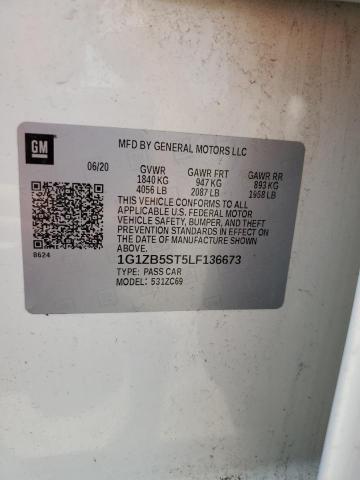 GM
MFD BY GENERAL MOTORS LLC
06/20 GVWR GAWR FRT GAWR RR
1840 KG 947 KG 893 KG
4056 LB 2087 LB 1968 LB
THIS VEHICLE CONFORMS TO ALL
APPLICABLE U.S. FEDERAL MOTOR
VEHICLE SAFETY, BUMPER, AND THEFT
PREVENTION STANDARDS IN EFFECT ON
THE DATE OF MANUFACTURE SHOWN
ABOVE.
8624
1G1ZB5ST5LF136673
TYPE: PASS CAR
MODEL: 531ZC69